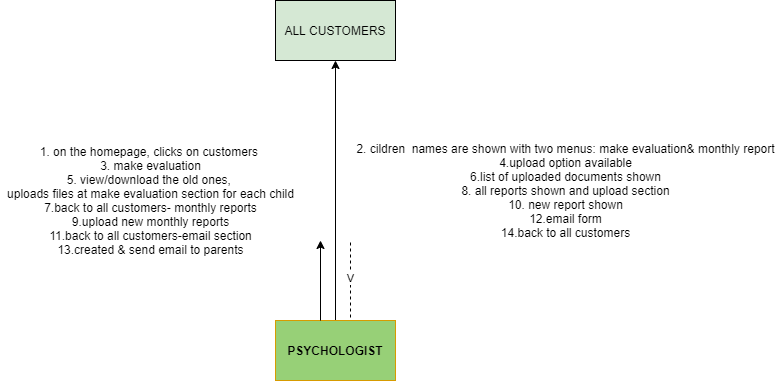 ALL CUSTOMERS
1. on the homepage, clicks on customers
3. make evaluation
5. view/download the old ones,
uploads files at make evaluation section for each child
7.back to all customers- monthly reports
9.upload new monthly reports
11.back to all customers-email section
13.created & send email to parents
2. cildren names are shown with two menus: make evaluation& monthly report
4.upload option available
6.list of uploaded documents shown
8. all reports shown and upload section
10. new report shown
12.email form
14.back to all customers
V
PSYCHOLOGIST